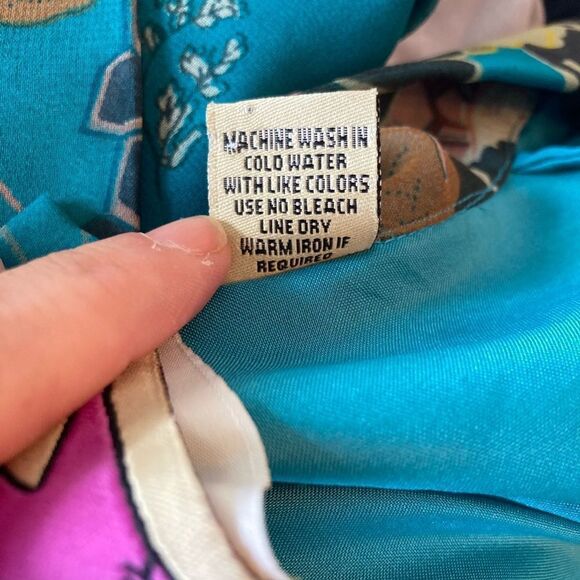 MACHINE WASH IN
COLD WATER
WITH LIKE COLORS
USE NO BLEACH
LINE DRY
WARM IRON IF
REQUIRED